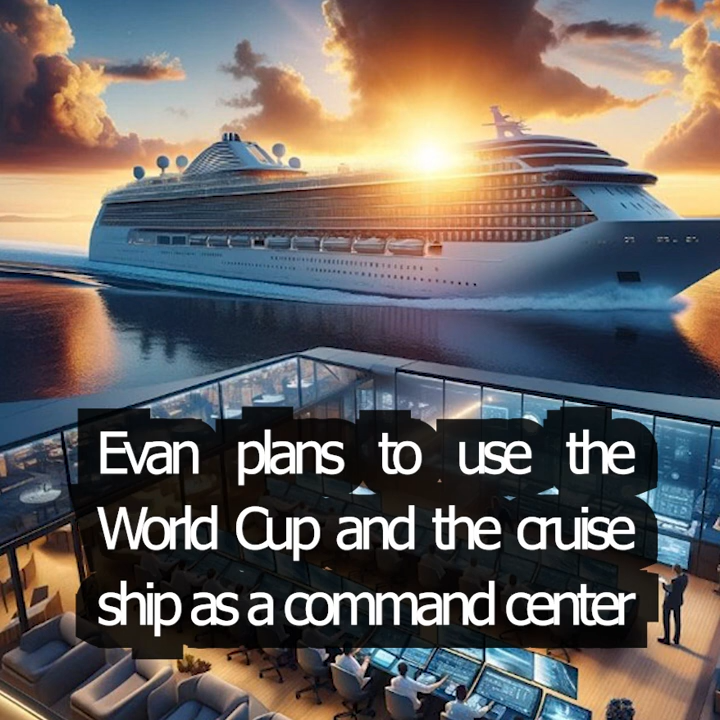 Evan plans to use the
World Cup and the cruise
ship as a command center